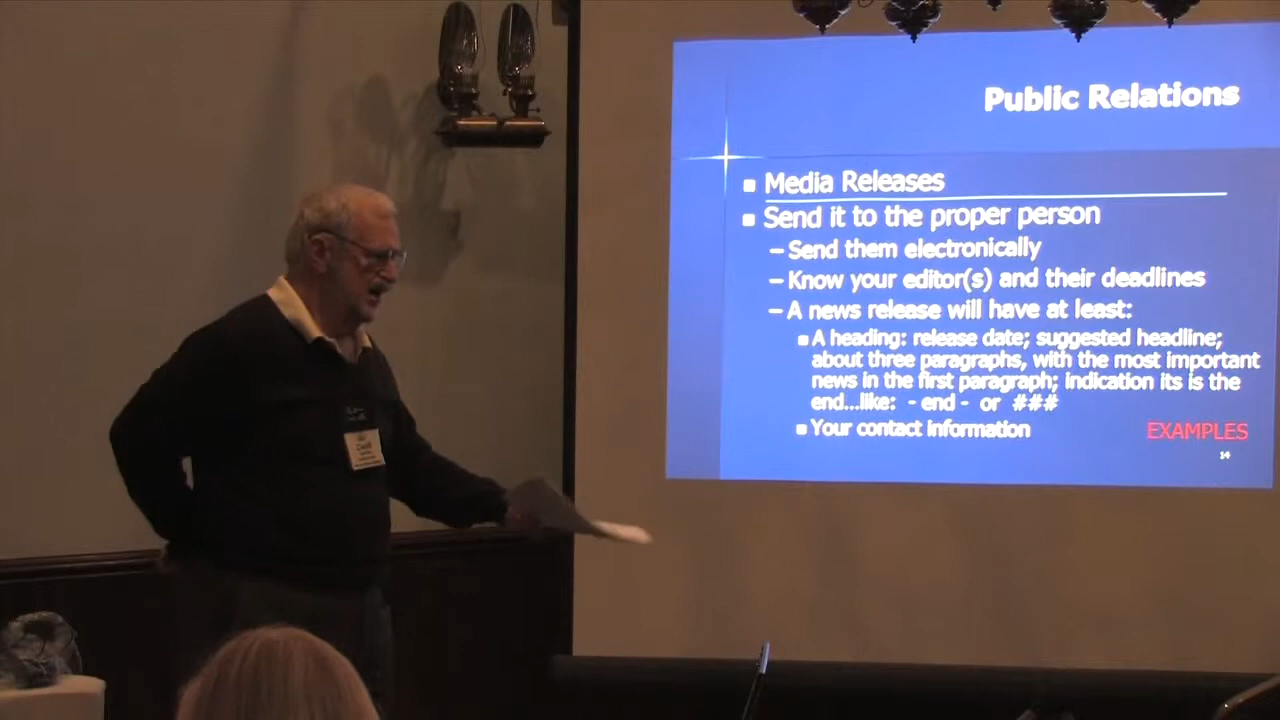 Public Relations
Media Releases
Send it to the proper person
– Send them electronically
– Know your editor(s) and their deadlines
– A news release will have at least:
A heading: release date; suggested headline;
about three paragraphs, with the most important
news in the first paragraph; indication its is the
end...like: - end - or ###
Your contact information
EXAMPLES
14